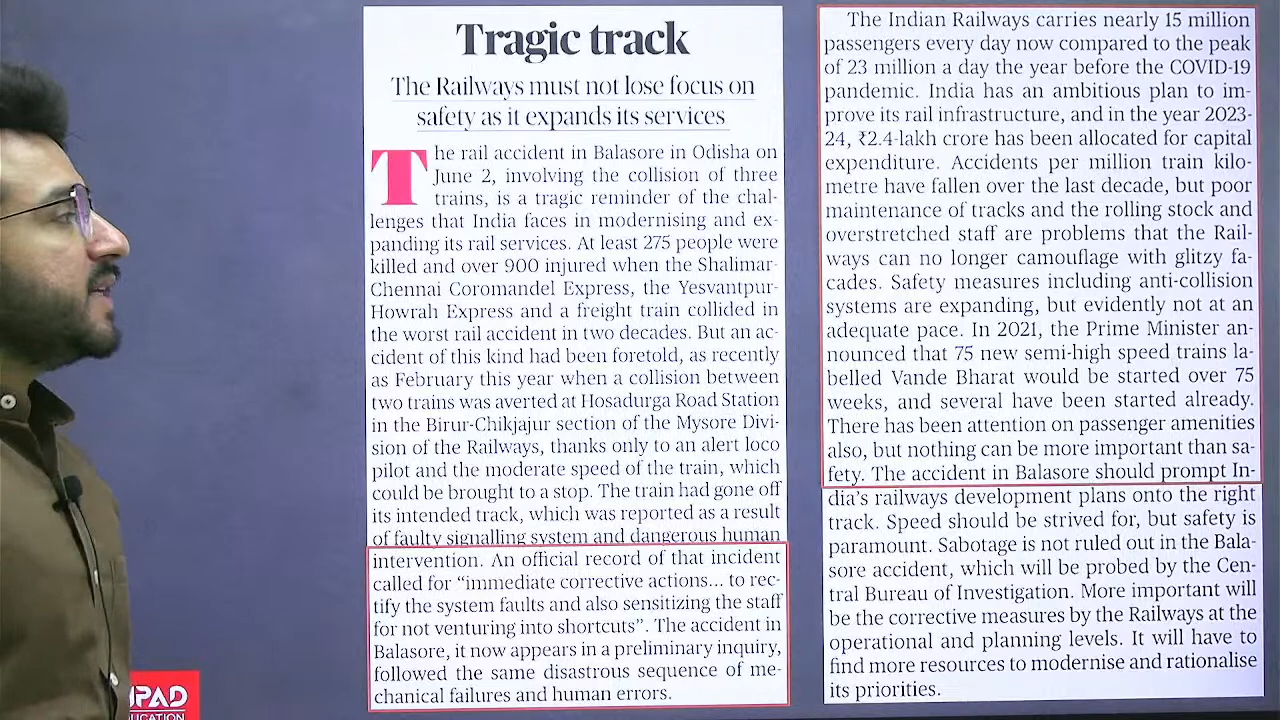 Tragic track
The Railways must not lose focus on
safety as it expands its services
The rail accident in Balasore in Odisha on
June 2, involving the collision of three
trains, is a tragic reminder of the chal-
lenges that India faces in modernising and ex-
panding its rail services. At least 275 people were
killed and over 900 injured when the Shalimar-
Chennai Coromandel Express, the Yesvantpur-
Howrah Express and a freight train collided in
the worst rail accident in two decades. But an ac-
cident of this kind had been foretold, as recently
as February this year when a collision between
two trains was averted at Hosadurga Road Station
in the Birur-Chikjajur section of the Mysore Divi-
sion of the Railways, thanks only to an alert loco
pilot and the moderate speed of the train, which
could be brought to a stop. The train had gone off
its intended track, which was reported as a result
of faulty signalling system and dangerous human
intervention. An official record of that incident
called for “immediate corrective actions... to rec-
tify the system faults and also sensitizing the staff
for not venturing into shortcuts”. The accident in
Balasore, it now appears in a preliminary inquiry,
followed the same disastrous sequence of me-
chanical failures and human errors.
The Indian Railways carries nearly 15 million
passengers every day now compared to the peak
of 23 million a day the year before the COVID-19
pandemic. India has an ambitious plan to im-
prove its rail infrastructure, and in the year 2023-
24, ₹2.4-lakh crore has been allocated for capital
expenditure. Accidents per million train kilo-
metre have fallen over the last decade, but poor
maintenance of tracks and the rolling stock and
overstretched staff are problems that the Rail-
ways can no longer camouflage with glitzy fa-
cades. Safety measures including anti-collision
systems are expanding, but evidently not at an
adequate pace. In 2021, the Prime Minister an-
nounced that 75 new semi-high speed trains la-
belled Vande Bharat would be started over 75
weeks, and several have been started already.
There has been attention on passenger amenities
also, but nothing can be more important than sa-
fety. The accident in Balasore should prompt In-
dia’s railways development plans onto the right
track. Speed should be strived for, but safety is
paramount. Sabotage is not ruled out in the Bala-
sore accident, which will be probed by the Cen-
tral Bureau of Investigation. More important will
be the corrective measures by the Railways at the
operational and planning levels. It will have to
find more resources to modernise and rationalise
its priorities.